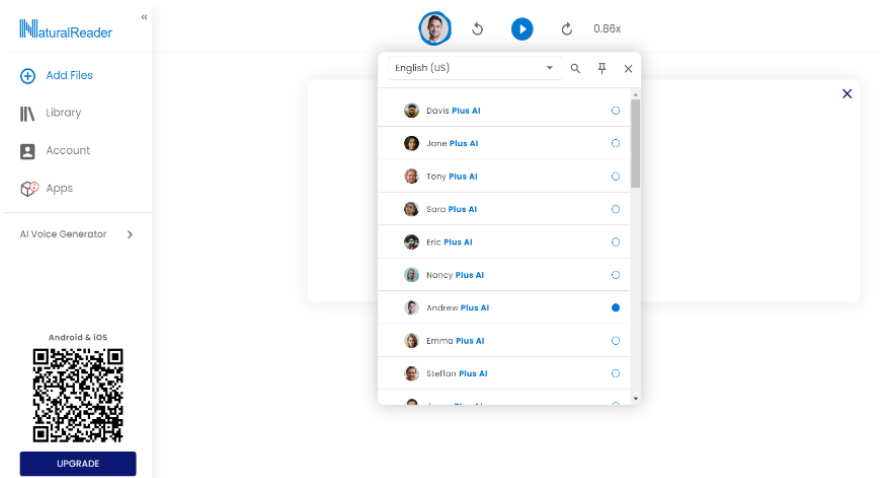 NaturalReader
«
0.86x
Add Files
Library
Account
2
Apps
AI Voice Generator
English (US)
Davis Plus AI
Jane Plus AI
Tony Plus AI
Sara Plus AI
Eric Plus AI
Nancy Plus AI
Andrew Plus AI
Emma Plus AI
Steffan Plus AI
Android & iOS
UPGRADE